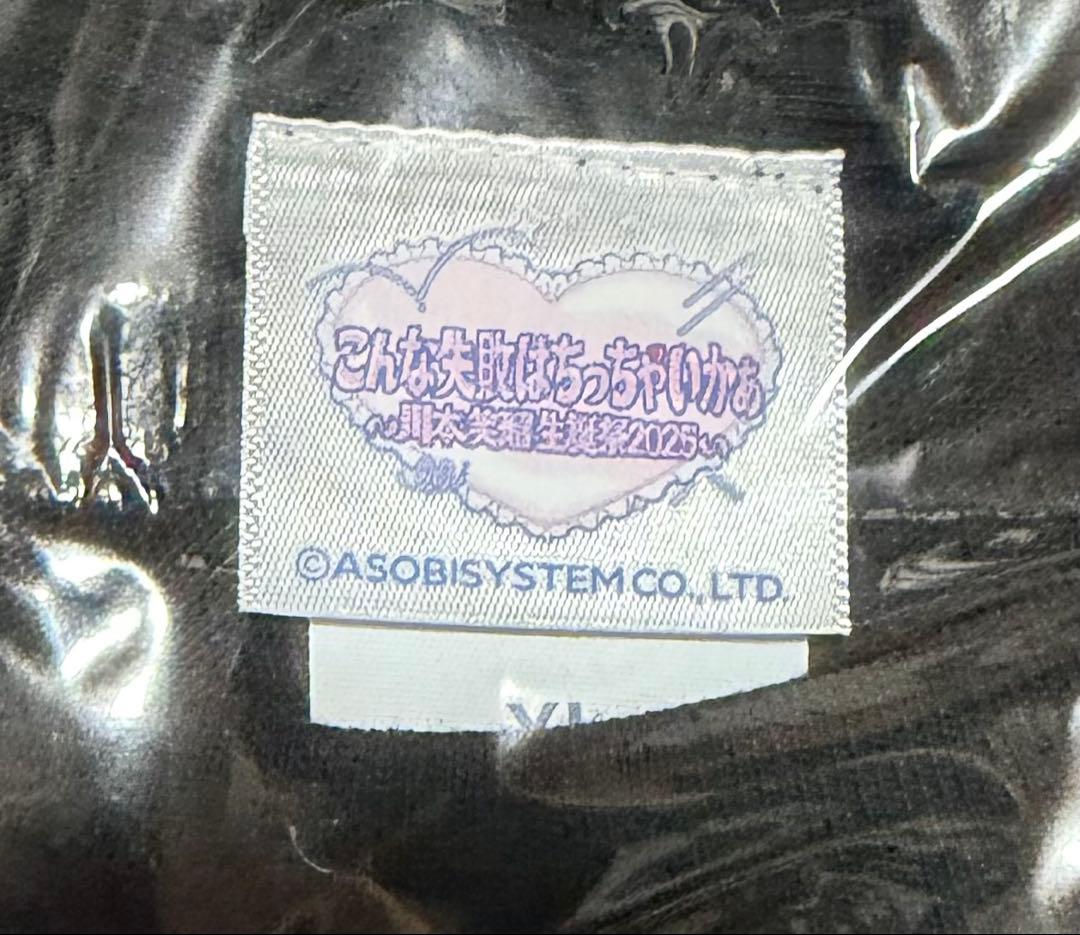 こんな失敗はちっちゃいかぁ
～川本笑瑠 生誕祭2025～
©ASOBISYSTEM CO., LTD.
XL